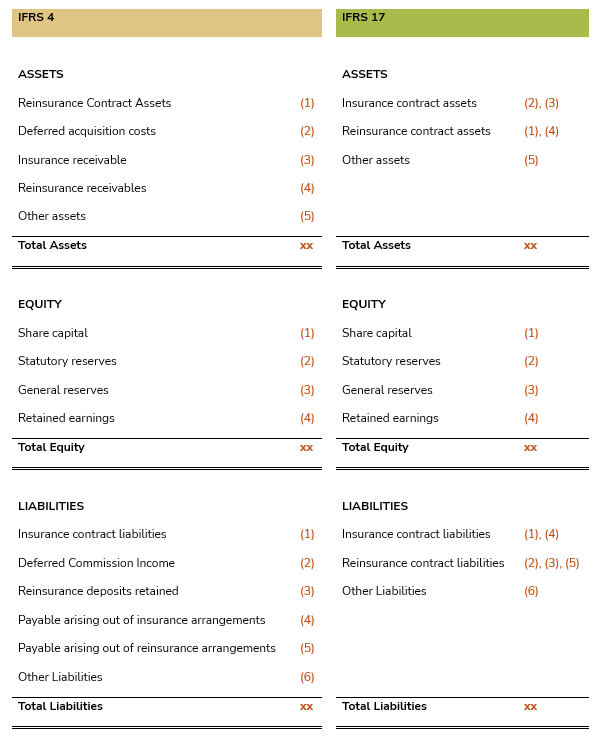 IFRS 4
ASSETS
Reinsurance Contract Assets (1)
Deferred acquisition costs (2)
Insurance receivable (3)
Reinsurance receivables (4)
Other assets (5)
Total Assets xx
EQUITY
Share capital (1)
Statutory reserves (2)
General reserves (3)
Retained earnings (4)
Total Equity xx
LIABILITIES
Insurance contract liabilities (1)
Deferred Commission Income (2)
Reinsurance deposits retained (3)
Payable arising out of insurance arrangements (4)
Payable arising out of reinsurance arrangements (5)
Other Liabilities (6)
Total Liabilities xx
IFRS 17
ASSETS
Insurance contract assets (2), (3)
Reinsurance contract assets (1), (4)
Other assets (5)
Total Assets xx
EQUITY
Share capital (1)
Statutory reserves (2)
General reserves (3)
Retained earnings (4)
Total Equity xx
LIABILITIES
Insurance contract liabilities (1), (4)
Reinsurance contract liabilities (2), (3), (5)
Other Liabilities (6)
Total Liabilities xx